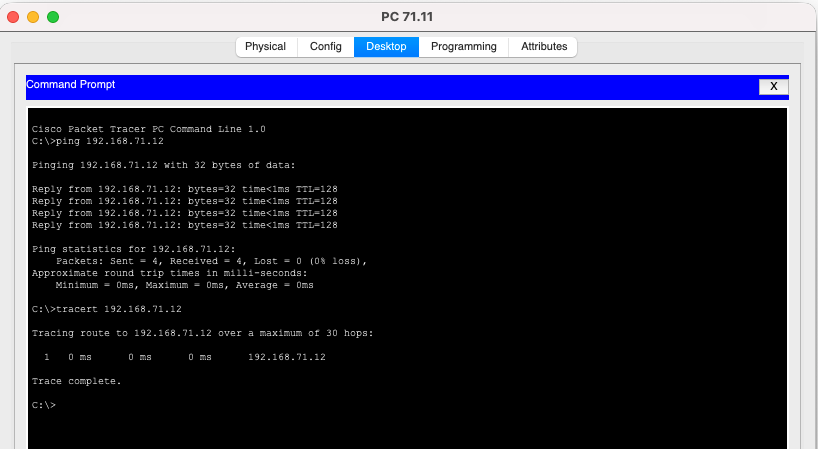 PC 71.11
Physical Config Desktop Programming Attributes
Command Prompt X
Cisco Packet Tracer PC Command Line 1.0
C:\>ping 192.168.71.12
Pinging 192.168.71.12 with 32 bytes of data:
Reply from 192.168.71.12: bytes=32 time<1ms TTL=128
Reply from 192.168.71.12: bytes=32 time<1ms TTL=128
Reply from 192.168.71.12: bytes=32 time<1ms TTL=128
Reply from 192.168.71.12: bytes=32 time<1ms TTL=128
Ping statistics for 192.168.71.12:
Packets: Sent = 4, Received = 4, Lost = 0 (0% loss),
Approximate round trip times in milli-seconds:
Minimum = 0ms, Maximum = 0ms, Average = 0ms
C:\>tracert 192.168.71.12
Tracing route to 192.168.71.12 over a maximum of 30 hops:
1 0 ms 0 ms 0 ms 192.168.71.12
Trace complete.
C:\>